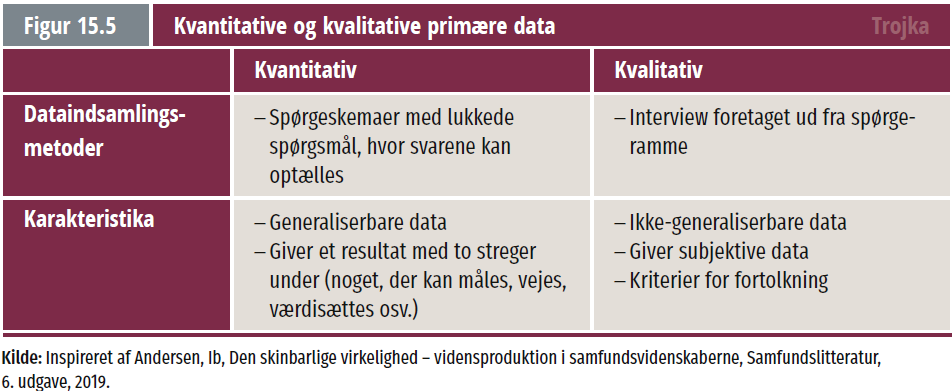 Figur 15.5 Kvantitative og kvalitative primære data Trojka
Kvantitativ Kvalitativ
Dataindsamlings-
metoder
– Spørgeskemaer med lukkede
spørgsmål, hvor svarene kan
optælles
– Interview foretaget ud fra spørge-
ramme
Karakteristika
– Generaliserbare data
– Giver et resultat med to streger
under (noget, der kan måles, vejes,
værdisættes osv.)
– Ikke-generaliserbare data
– Giver subjektive data
– Kriterier for fortolkning
Kilde: Inspireret af Andersen, Ib, Den skinbarlige virkelighed – vidensproduktion i samfundsvidenskaberne, Samfundslitteratur,
6. udgave, 2019.